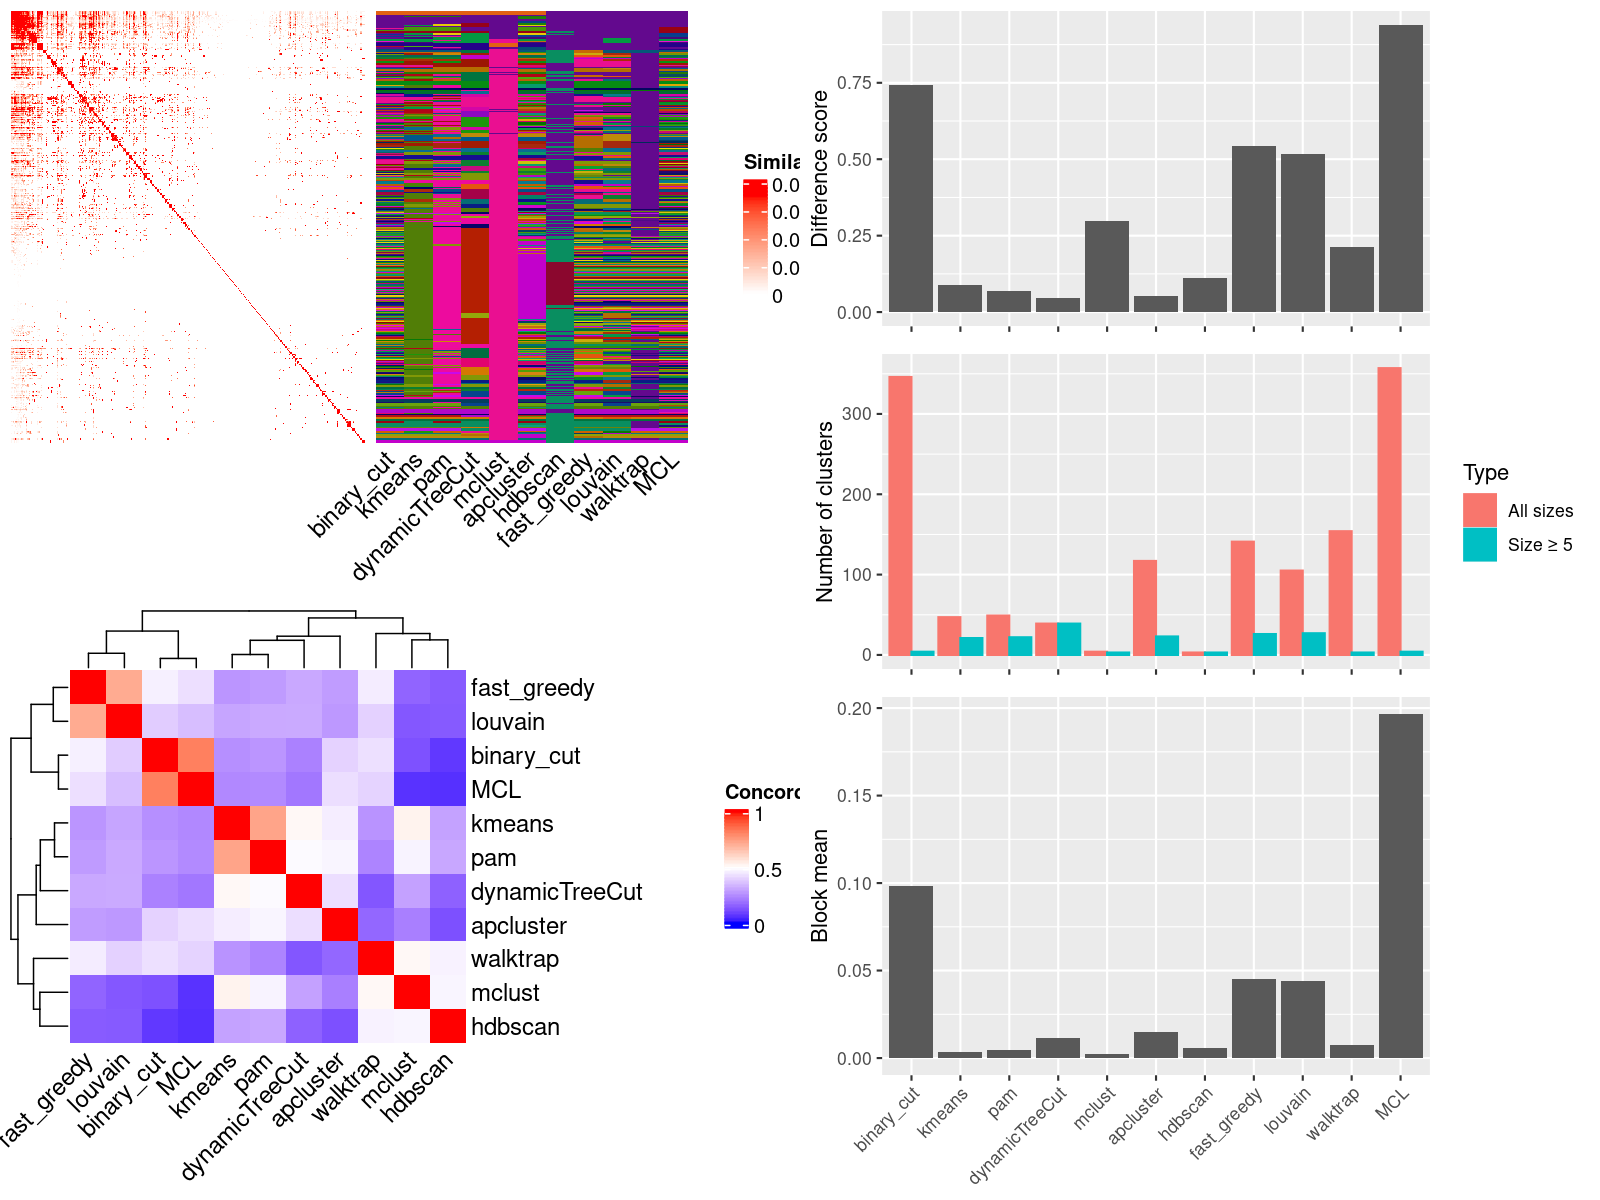 Simila
0.0
0.0
0.0
0.0
0
binary_cut
kmeans
pam
dynamicTreeCut
mclust
apcluster
hdbscan
fast_greedy
louvain
walktrap
MCL
fast_greedy
louvain
binary_cut
MCL
kmeans
pam
dynamicTreeCut
apcluster
walktrap
mclust
hdbscan
fast_greedy
louvain
binary_cut
MCL
kmeans
pam
dynamicTreeCut
apcluster
walktrap
mclust
hdbscan
Concord
1
0.5
0
Difference score
0.75
0.50
0.25
0.00
Number of clusters
300
200
100
0
Type
All sizes
Size ≥ 5
Block mean
0.20
0.15
0.10
0.05
0.00
binary_cut
kmeans
pam
dynamicTreeCut
mclust
apcluster
hdbscan
fast_greedy
louvain
walktrap
MCL